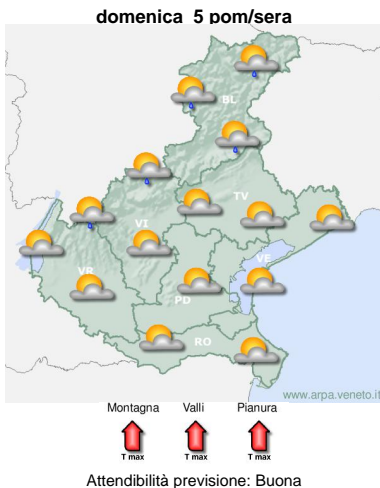 domenica 5 pom/sera
BL
TV
VI
VE
VR
PD
RO
www.arpa.veneto.it
Montagna Valli Pianura
T max T max T max
Attendibilità previsione: Buona